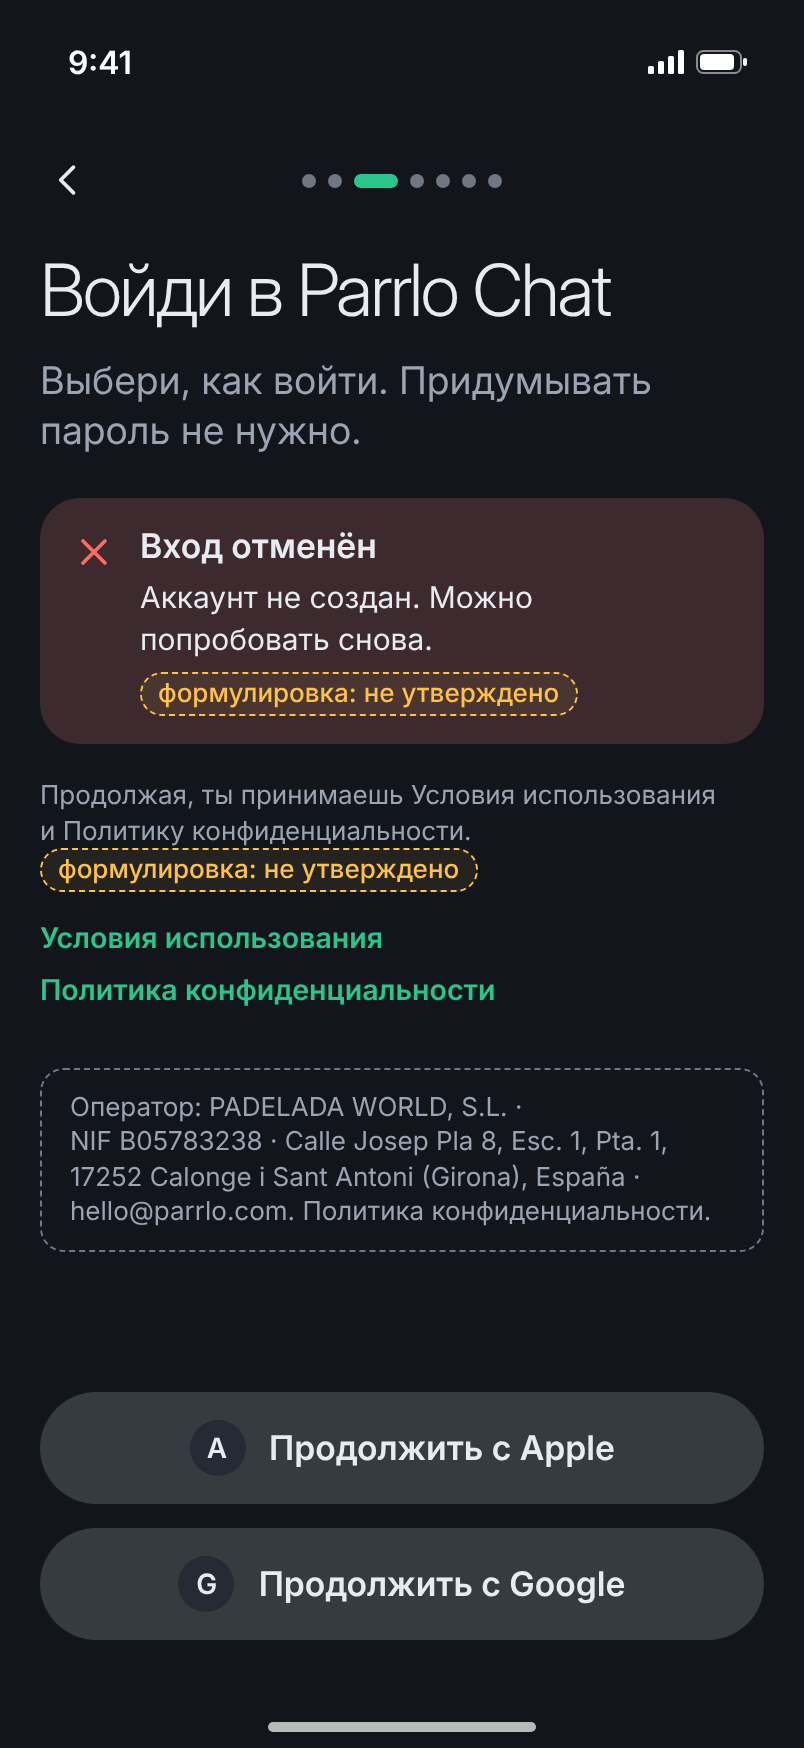 9:41
Войди в Parrlo Chat
Выбери, как войти. Придумывать
пароль не нужно.
Вход отменён
Аккаунт не создан. Можно
попробовать снова.
формулировка: не утверждено
Продолжая, ты принимаешь Условия использования
и Политику конфиденциальности.
формулировка: не утверждено
Условия использования
Политика конфиденциальности
Оператор: PADELADA WORLD, S.L. ·
NIF B05783238 · Calle Josep Pla 8, Esc. 1, Pta. 1,
17252 Calonge i Sant Antoni (Girona), España ·
hello@parrlo.com. Политика конфиденциальности.
A Продолжить с Apple
G Продолжить с Google